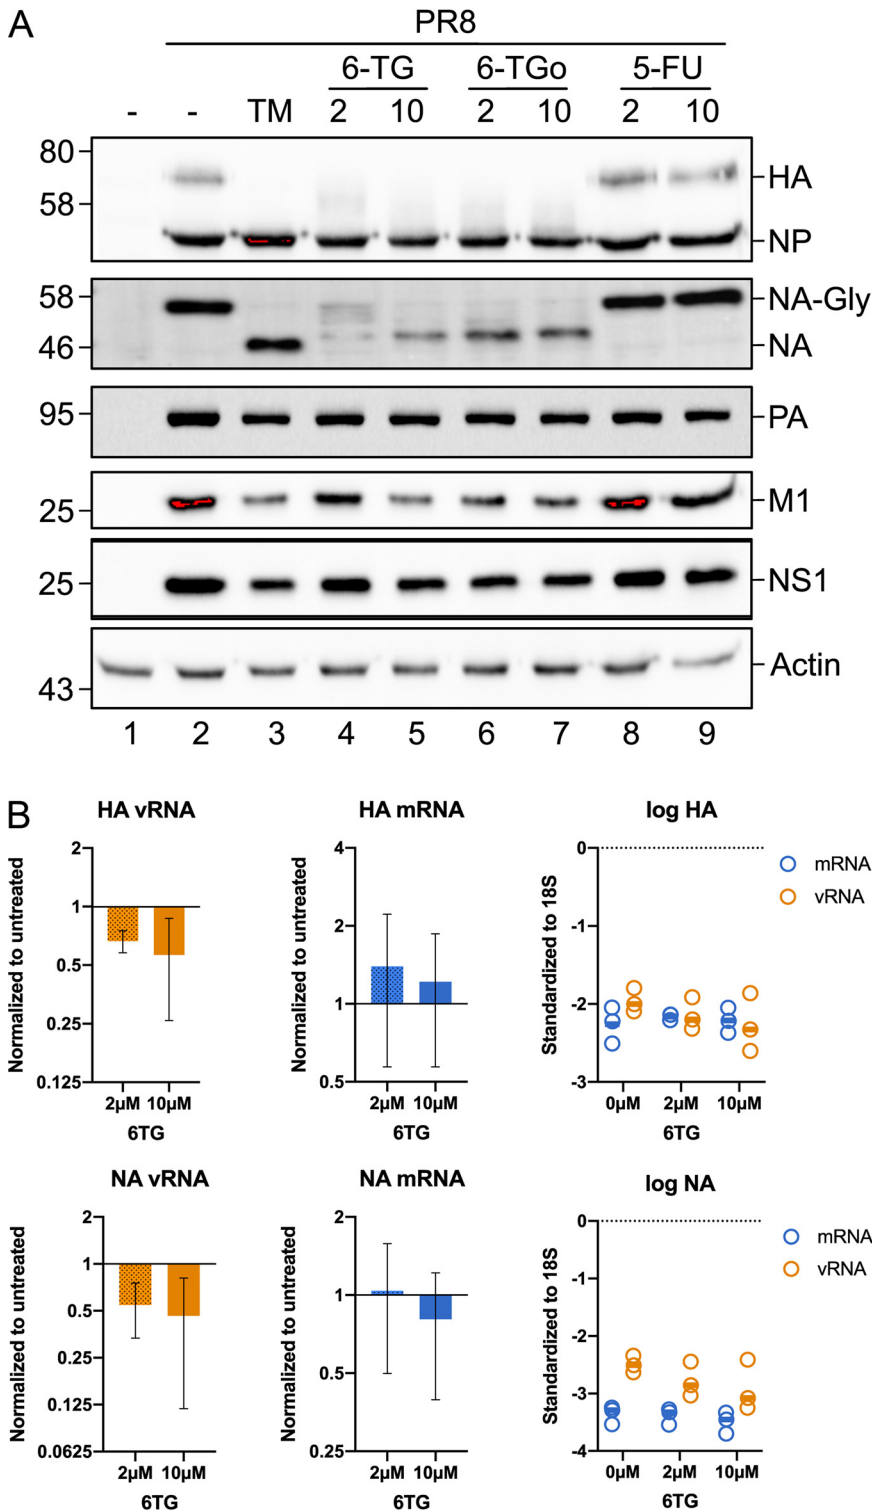 A
PR8
6-TG 6-TGo 5-FU
- - TM 2 10 2 10 2 10
80
HA
58
NP
58
NA-Gly
46
NA
95
PA
25
M1
25
NS1
Actin
43
1 2 3 4 5 6 7 8 9
B
HA vRNA
Normalized to untreated
2
1
0.5
0.25
0.125
2µM 10µM
6TG
HA mRNA
Normalized to untreated
4
2
1
0.5
2µM 10µM
6TG
log HA
Standardized to 18S
0
-1
-2
-3
0µM 2µM 10µM
6TG
mRNA
vRNA
NA vRNA
Normalized to untreated
2
1
0.5
0.25
0.125
0.0625
2µM 10µM
6TG
NA mRNA
Normalized to untreated
2
1
0.5
0.25
2µM 10µM
6TG
log NA
Standardized to 18S
0
-1
-2
-3
-4
0µM 2µM 10µM
6TG
mRNA
vRNA